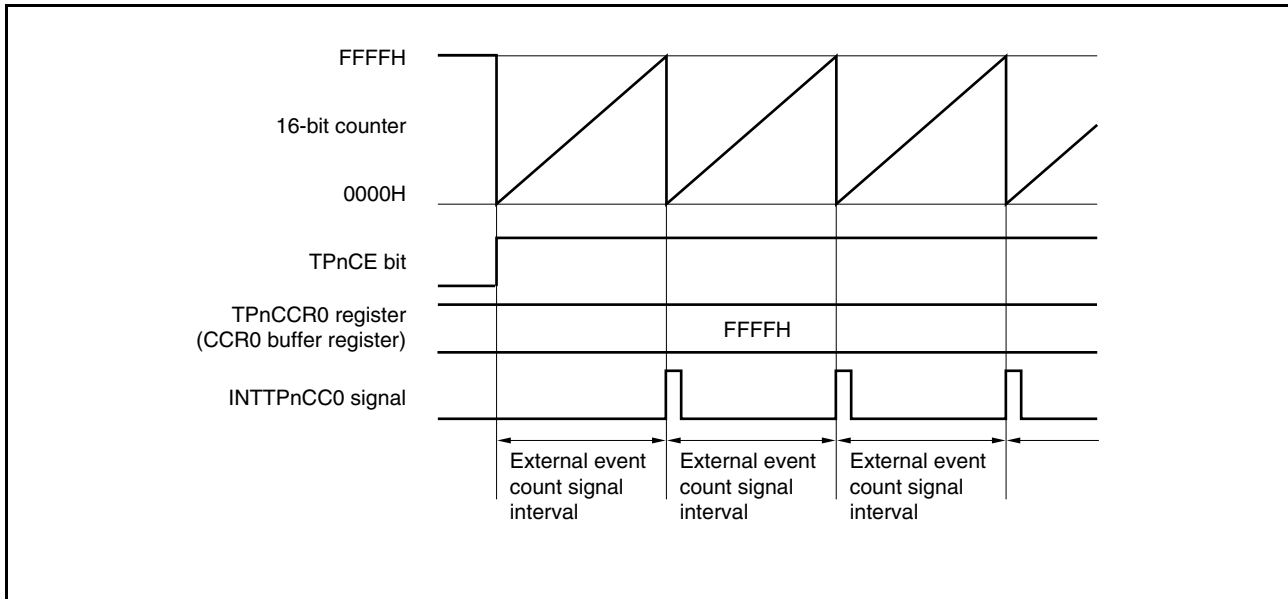 FFFFH
16-bit counter
0000H
TPnCE bit
TPnCCR0 register
(CCR0 buffer register)
FFFFH
INTTPnCC0 signal
External event
count signal
interval
External event
count signal
interval
External event
count signal
interval